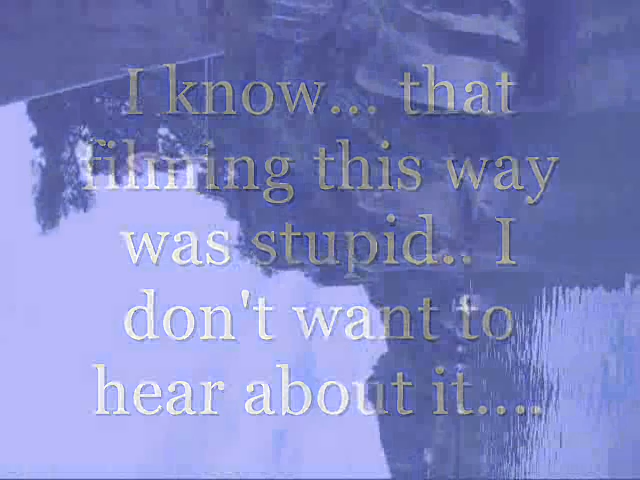 I know... that
filming this way
was stupid.. I
don't want to
hear about it....